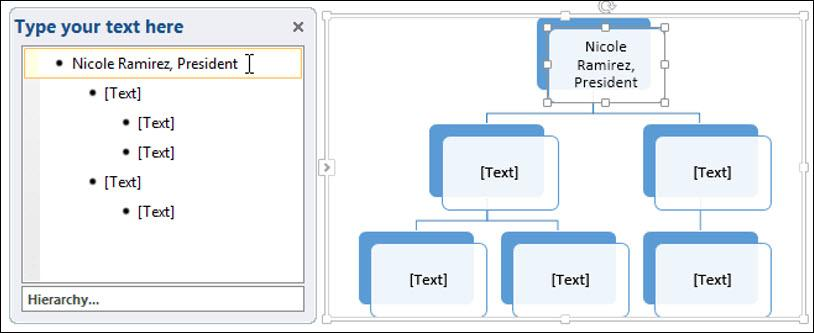 Type your text here
• Nicole Ramirez, President
• [Text]
• [Text]
• [Text]
• [Text]
• [Text]
Hierarchy...
Nicole
Ramirez,
President
[Text]
[Text]
[Text]
[Text]
[Text]